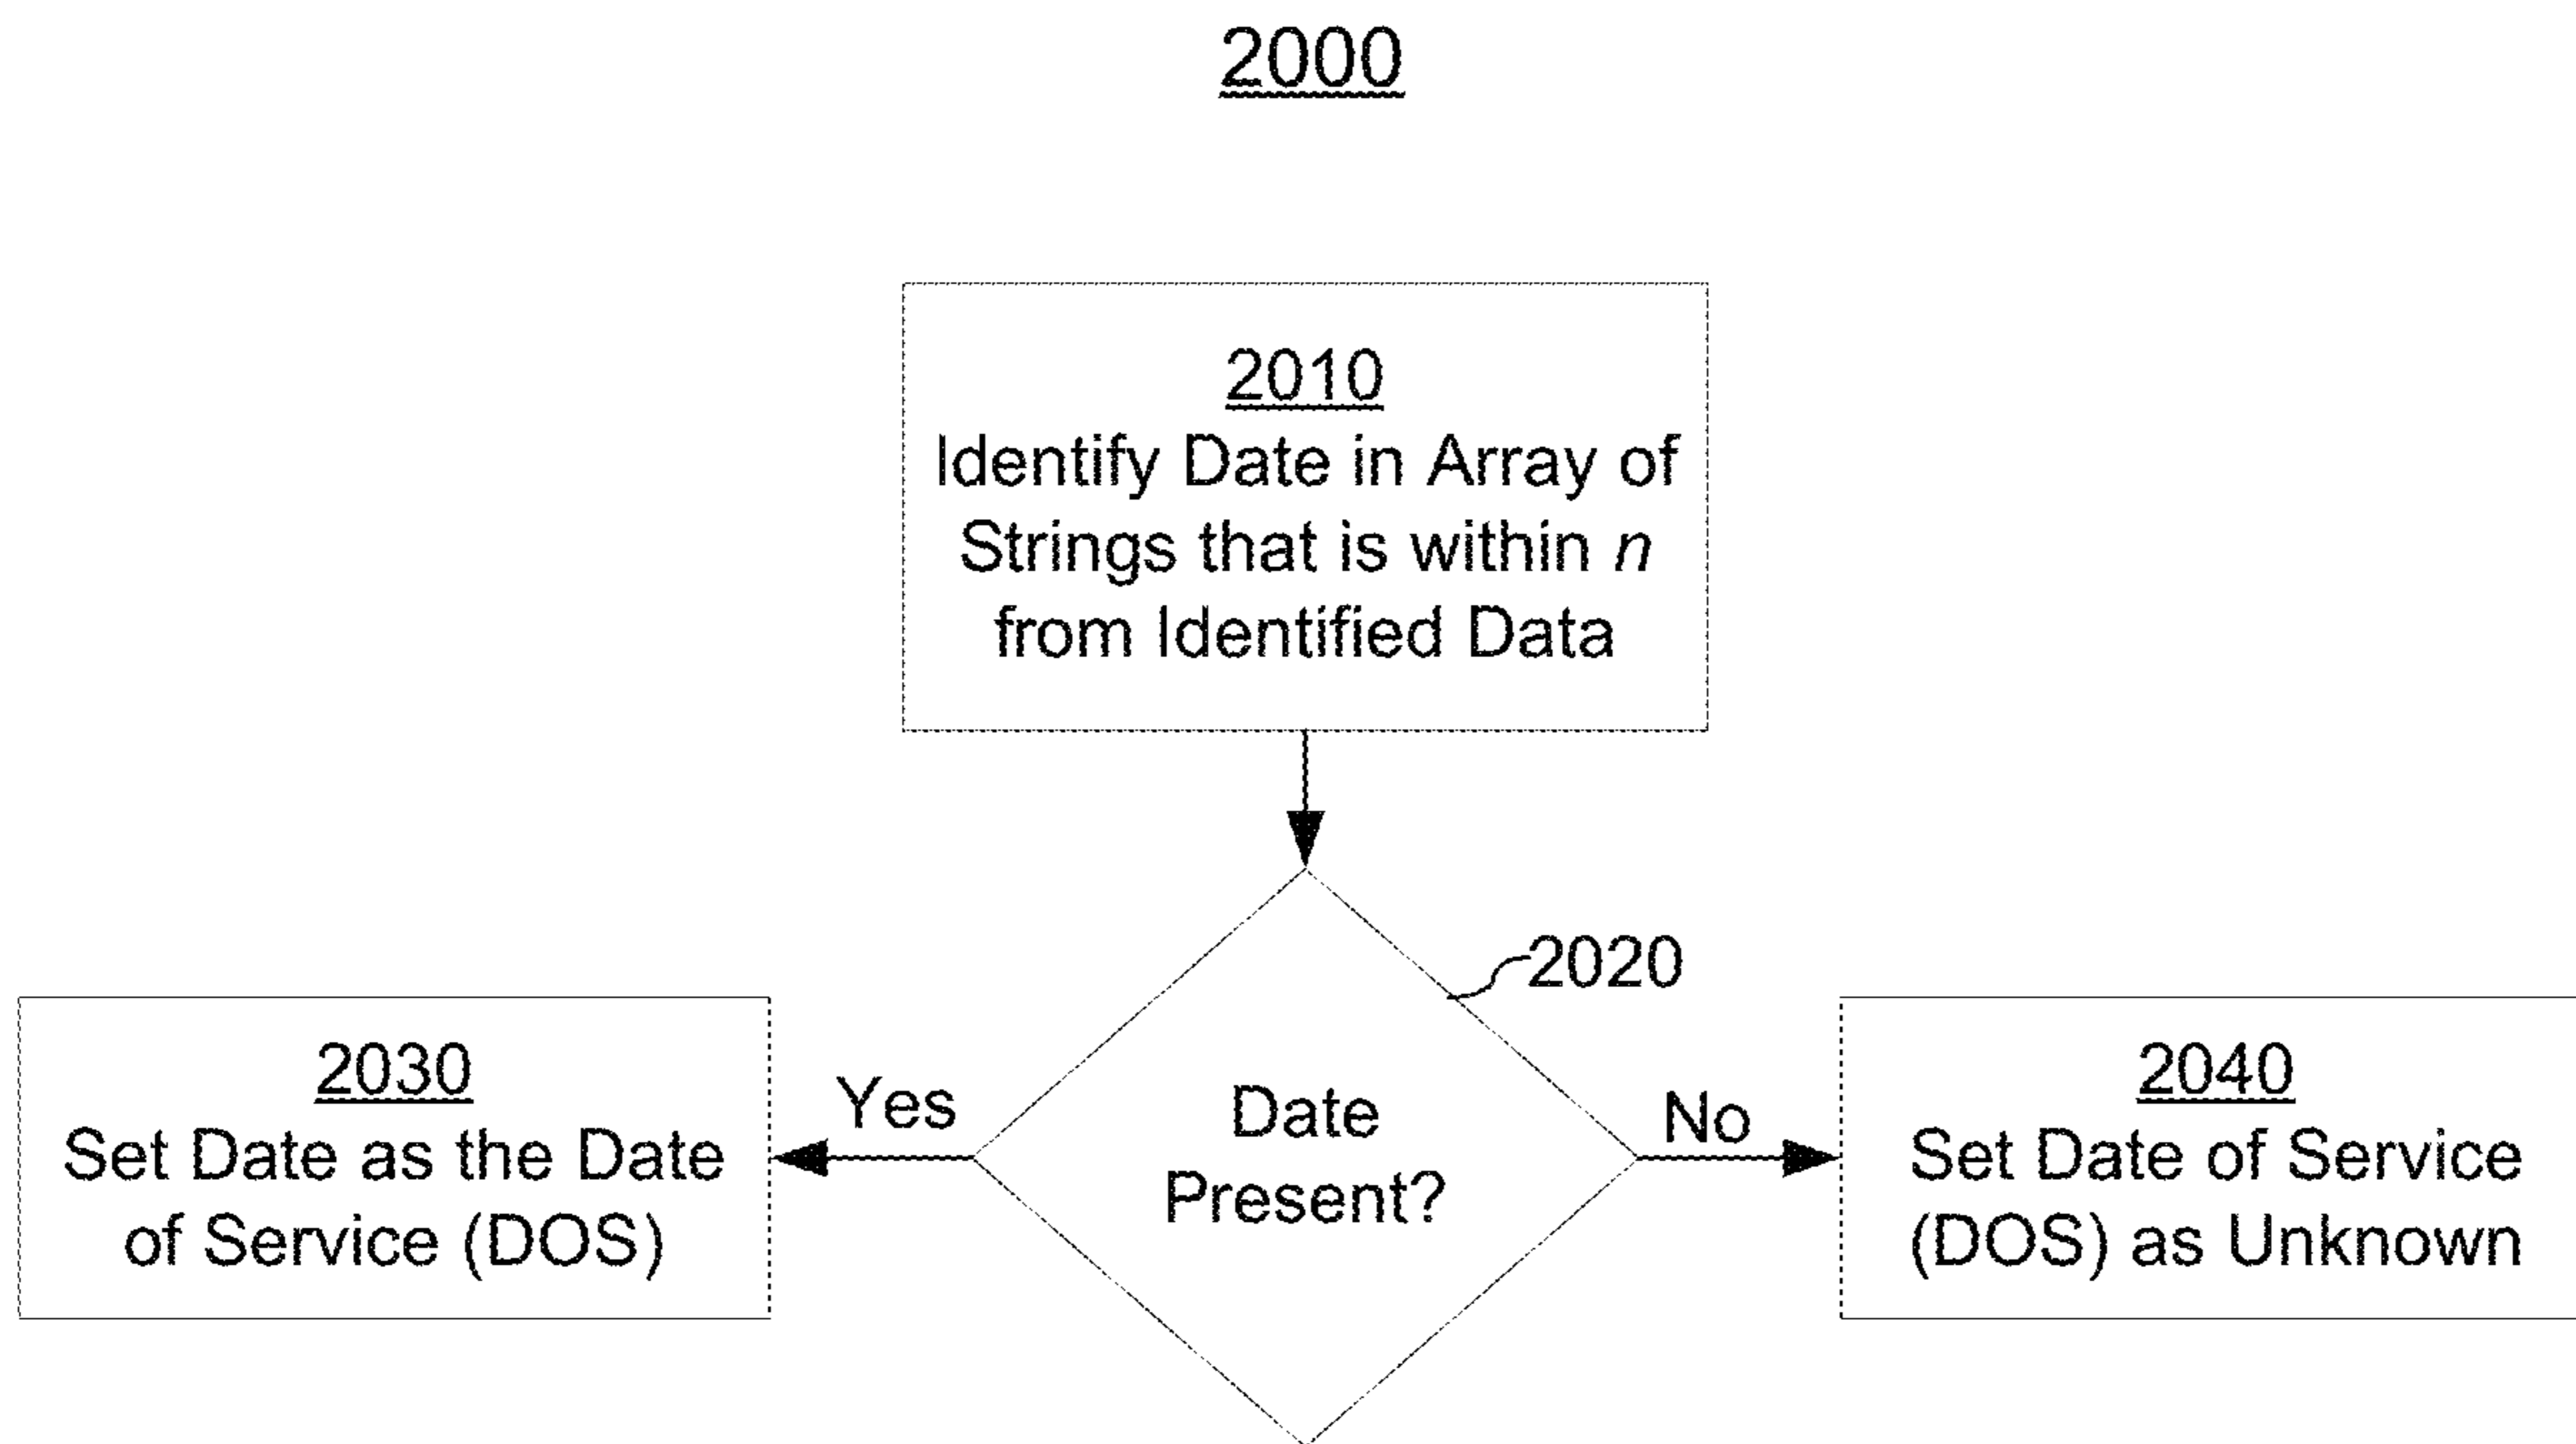 2000
2010
Identify Date in Array of
Strings that is within n
from Identified Data
2020
2030
Set Date as the Date
of Service (DOS)
Yes
Date
Present?
No
2040
Set Date of Service
(DOS) as Unknown